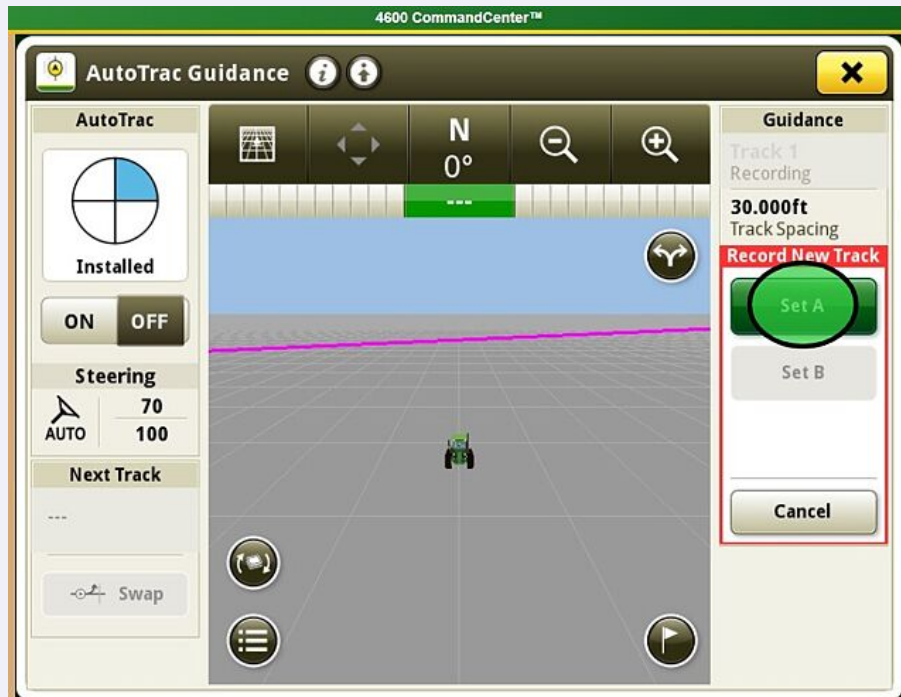 4600 CommandCenter™
AutoTrac Guidance
AutoTrac
Installed
ON OFF
Steering
AUTO
70
100
Next Track
---
Swap
N
0°
---
Guidance
Track 1
Recording
30.000ft
Track Spacing
Record New Track
Set A
Set B
Cancel